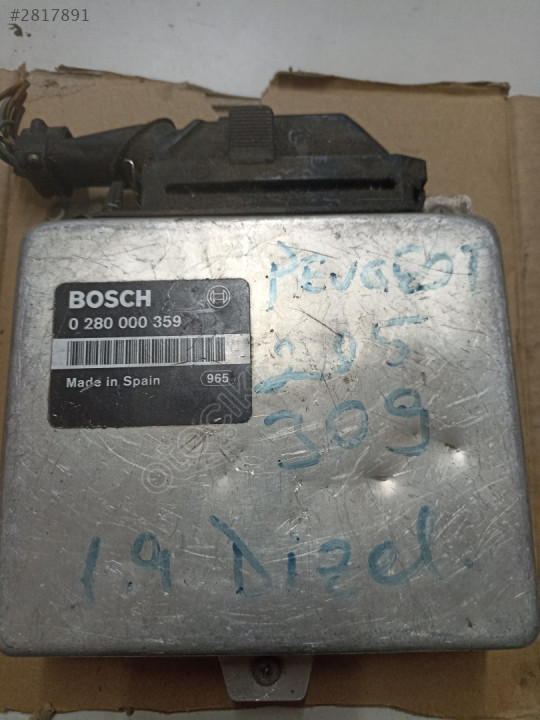 #2817891
BOSCH
0 280 000 359
Made in Spain 965
PEUGEOT
205
309
1.9 Dizel.